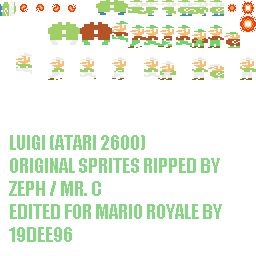 LUIGI (ATARI 2600)
ORIGINAL SPRITES RIPPED BY
ZEPH / MR. C
EDITED FOR MARIO ROYALE BY
19DEE96